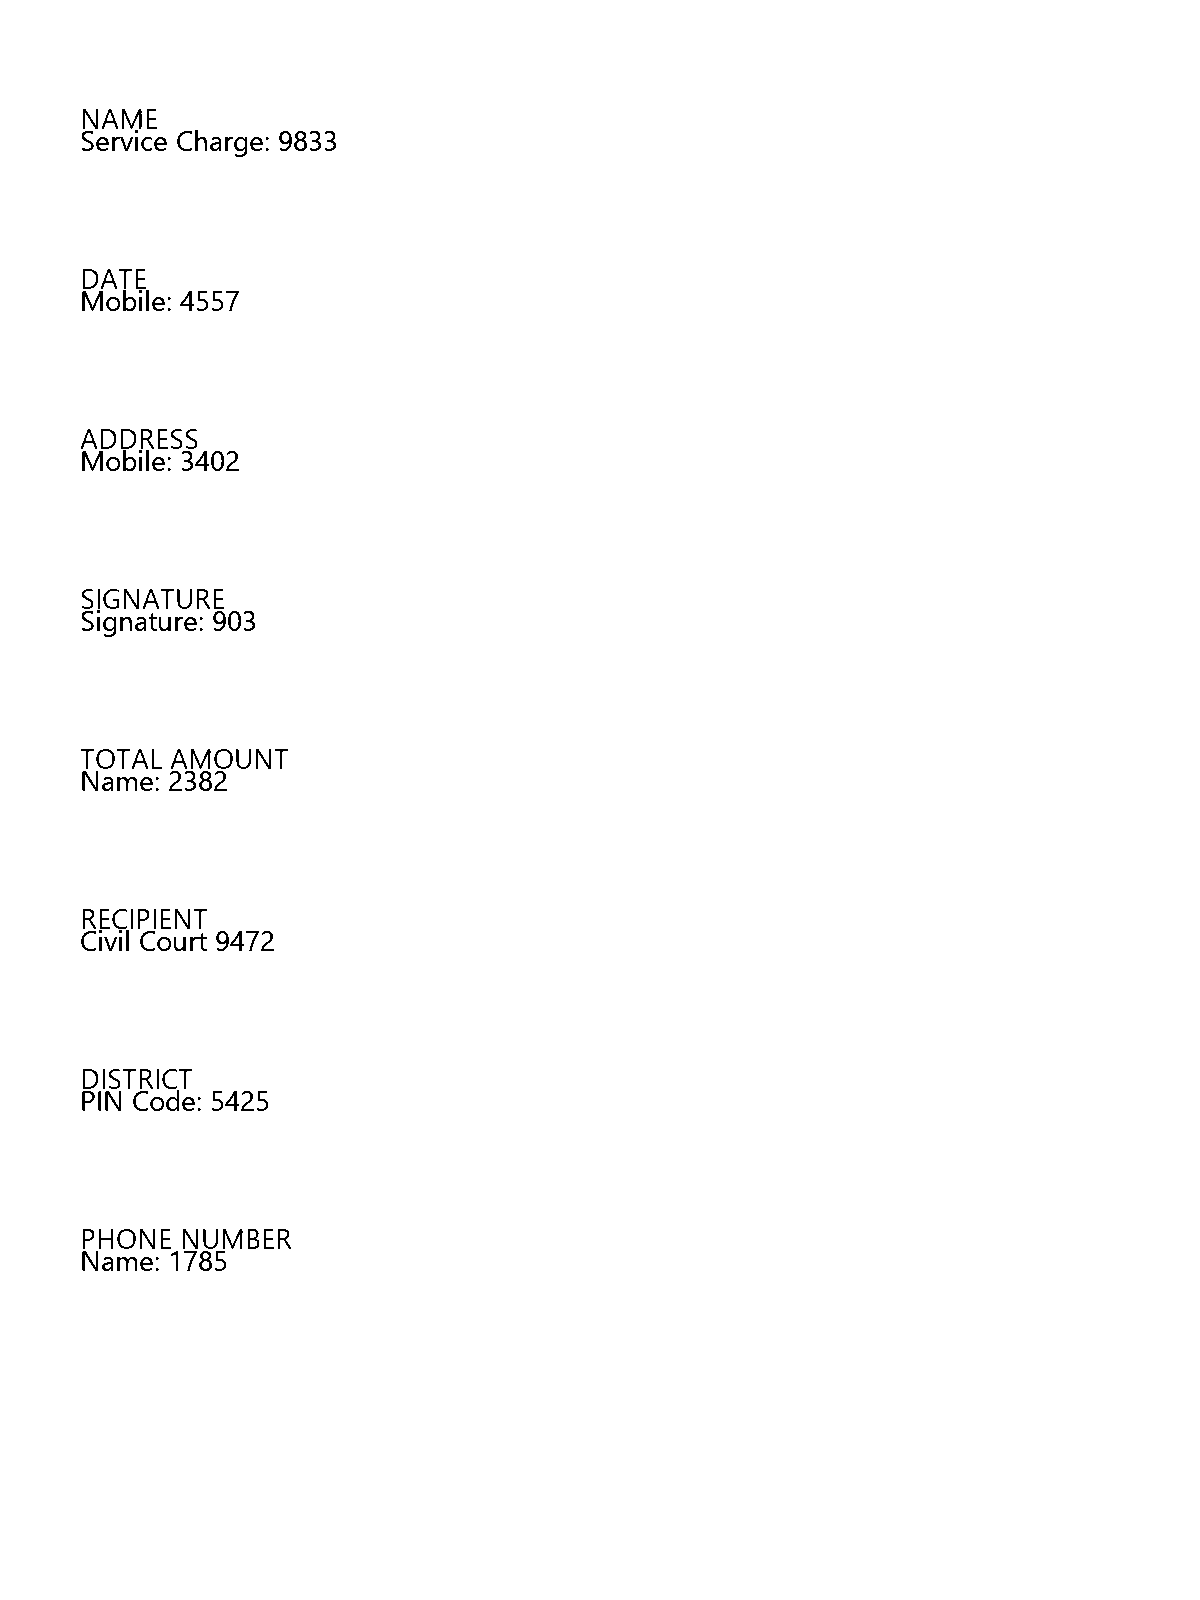 NAME
Service Charge: 9833
DATE
Mobile: 4557
ADDRESS
Mobile: 3402
SIGNATURE
Signature: 903
TOTAL AMOUNT
Name: 2382
RECIPIENT
Civil Court 9472
DISTRICT
PIN Code: 5425
PHONE NUMBER
Name: 1785